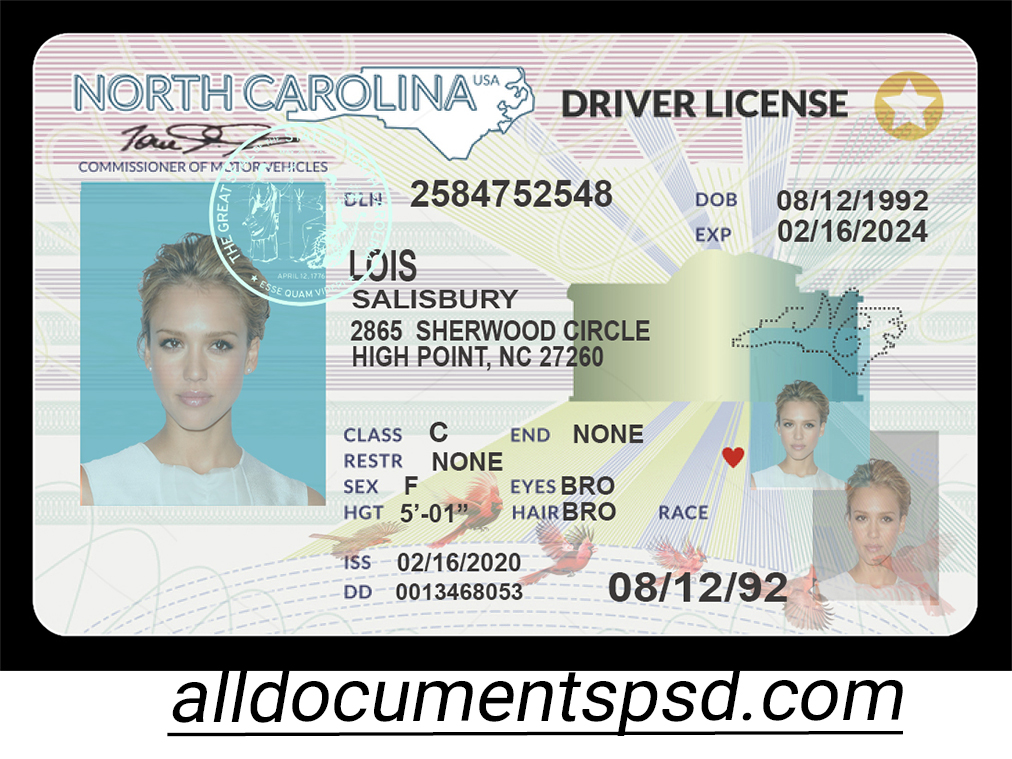 NORTH CAROLINA USA
DRIVER LICENSE
COMMISSIONER OF MOTOR VEHICLES
THE GREAT
APRIL 12, 1776
ESSE QUAM
DLN 2584752548
DOB 08/12/1992
EXP 02/16/2024
LOIS
SALISBURY
2865 SHERWOOD CIRCLE
HIGH POINT, NC 27260
CLASS C END NONE
RESTR NONE
SEX F EYES BRO
HGT 5’-01” HAIR BRO RACE
ISS 02/16/2020
DD 0013468053
08/12/92
alldocumentspsd.com